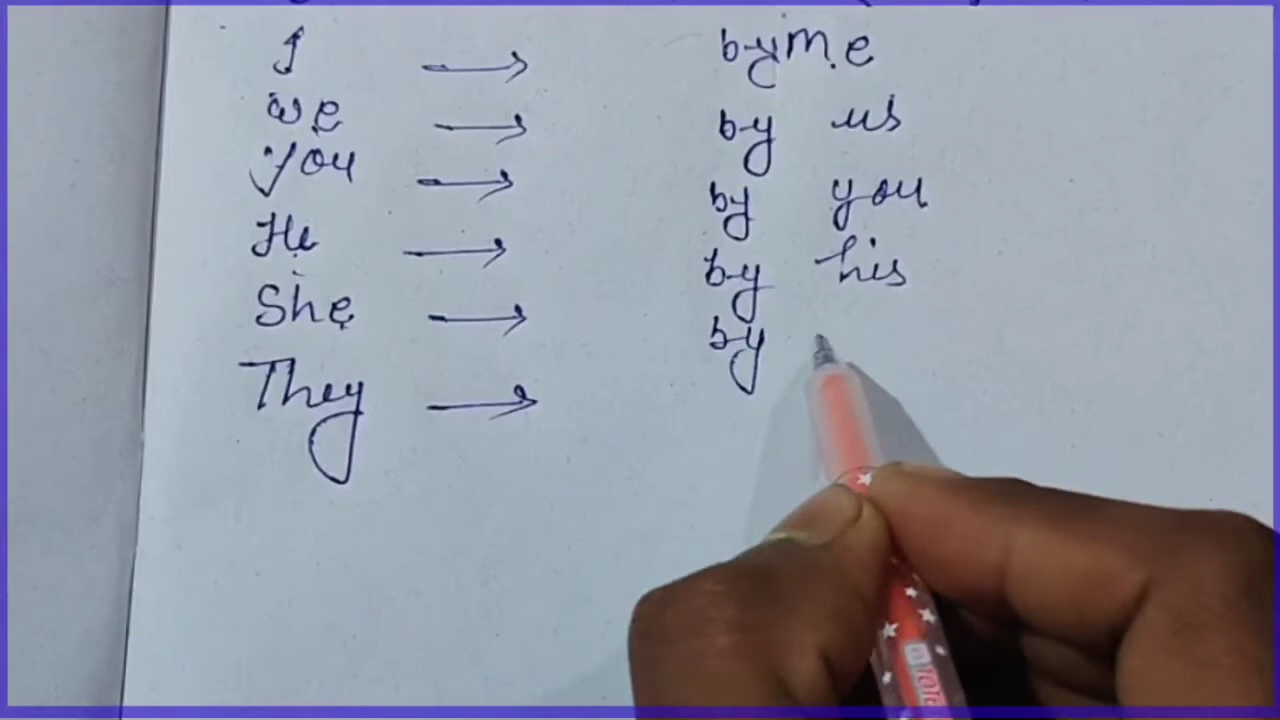 I → by me
we → by us
you → by you
He → by his
She → by
They →